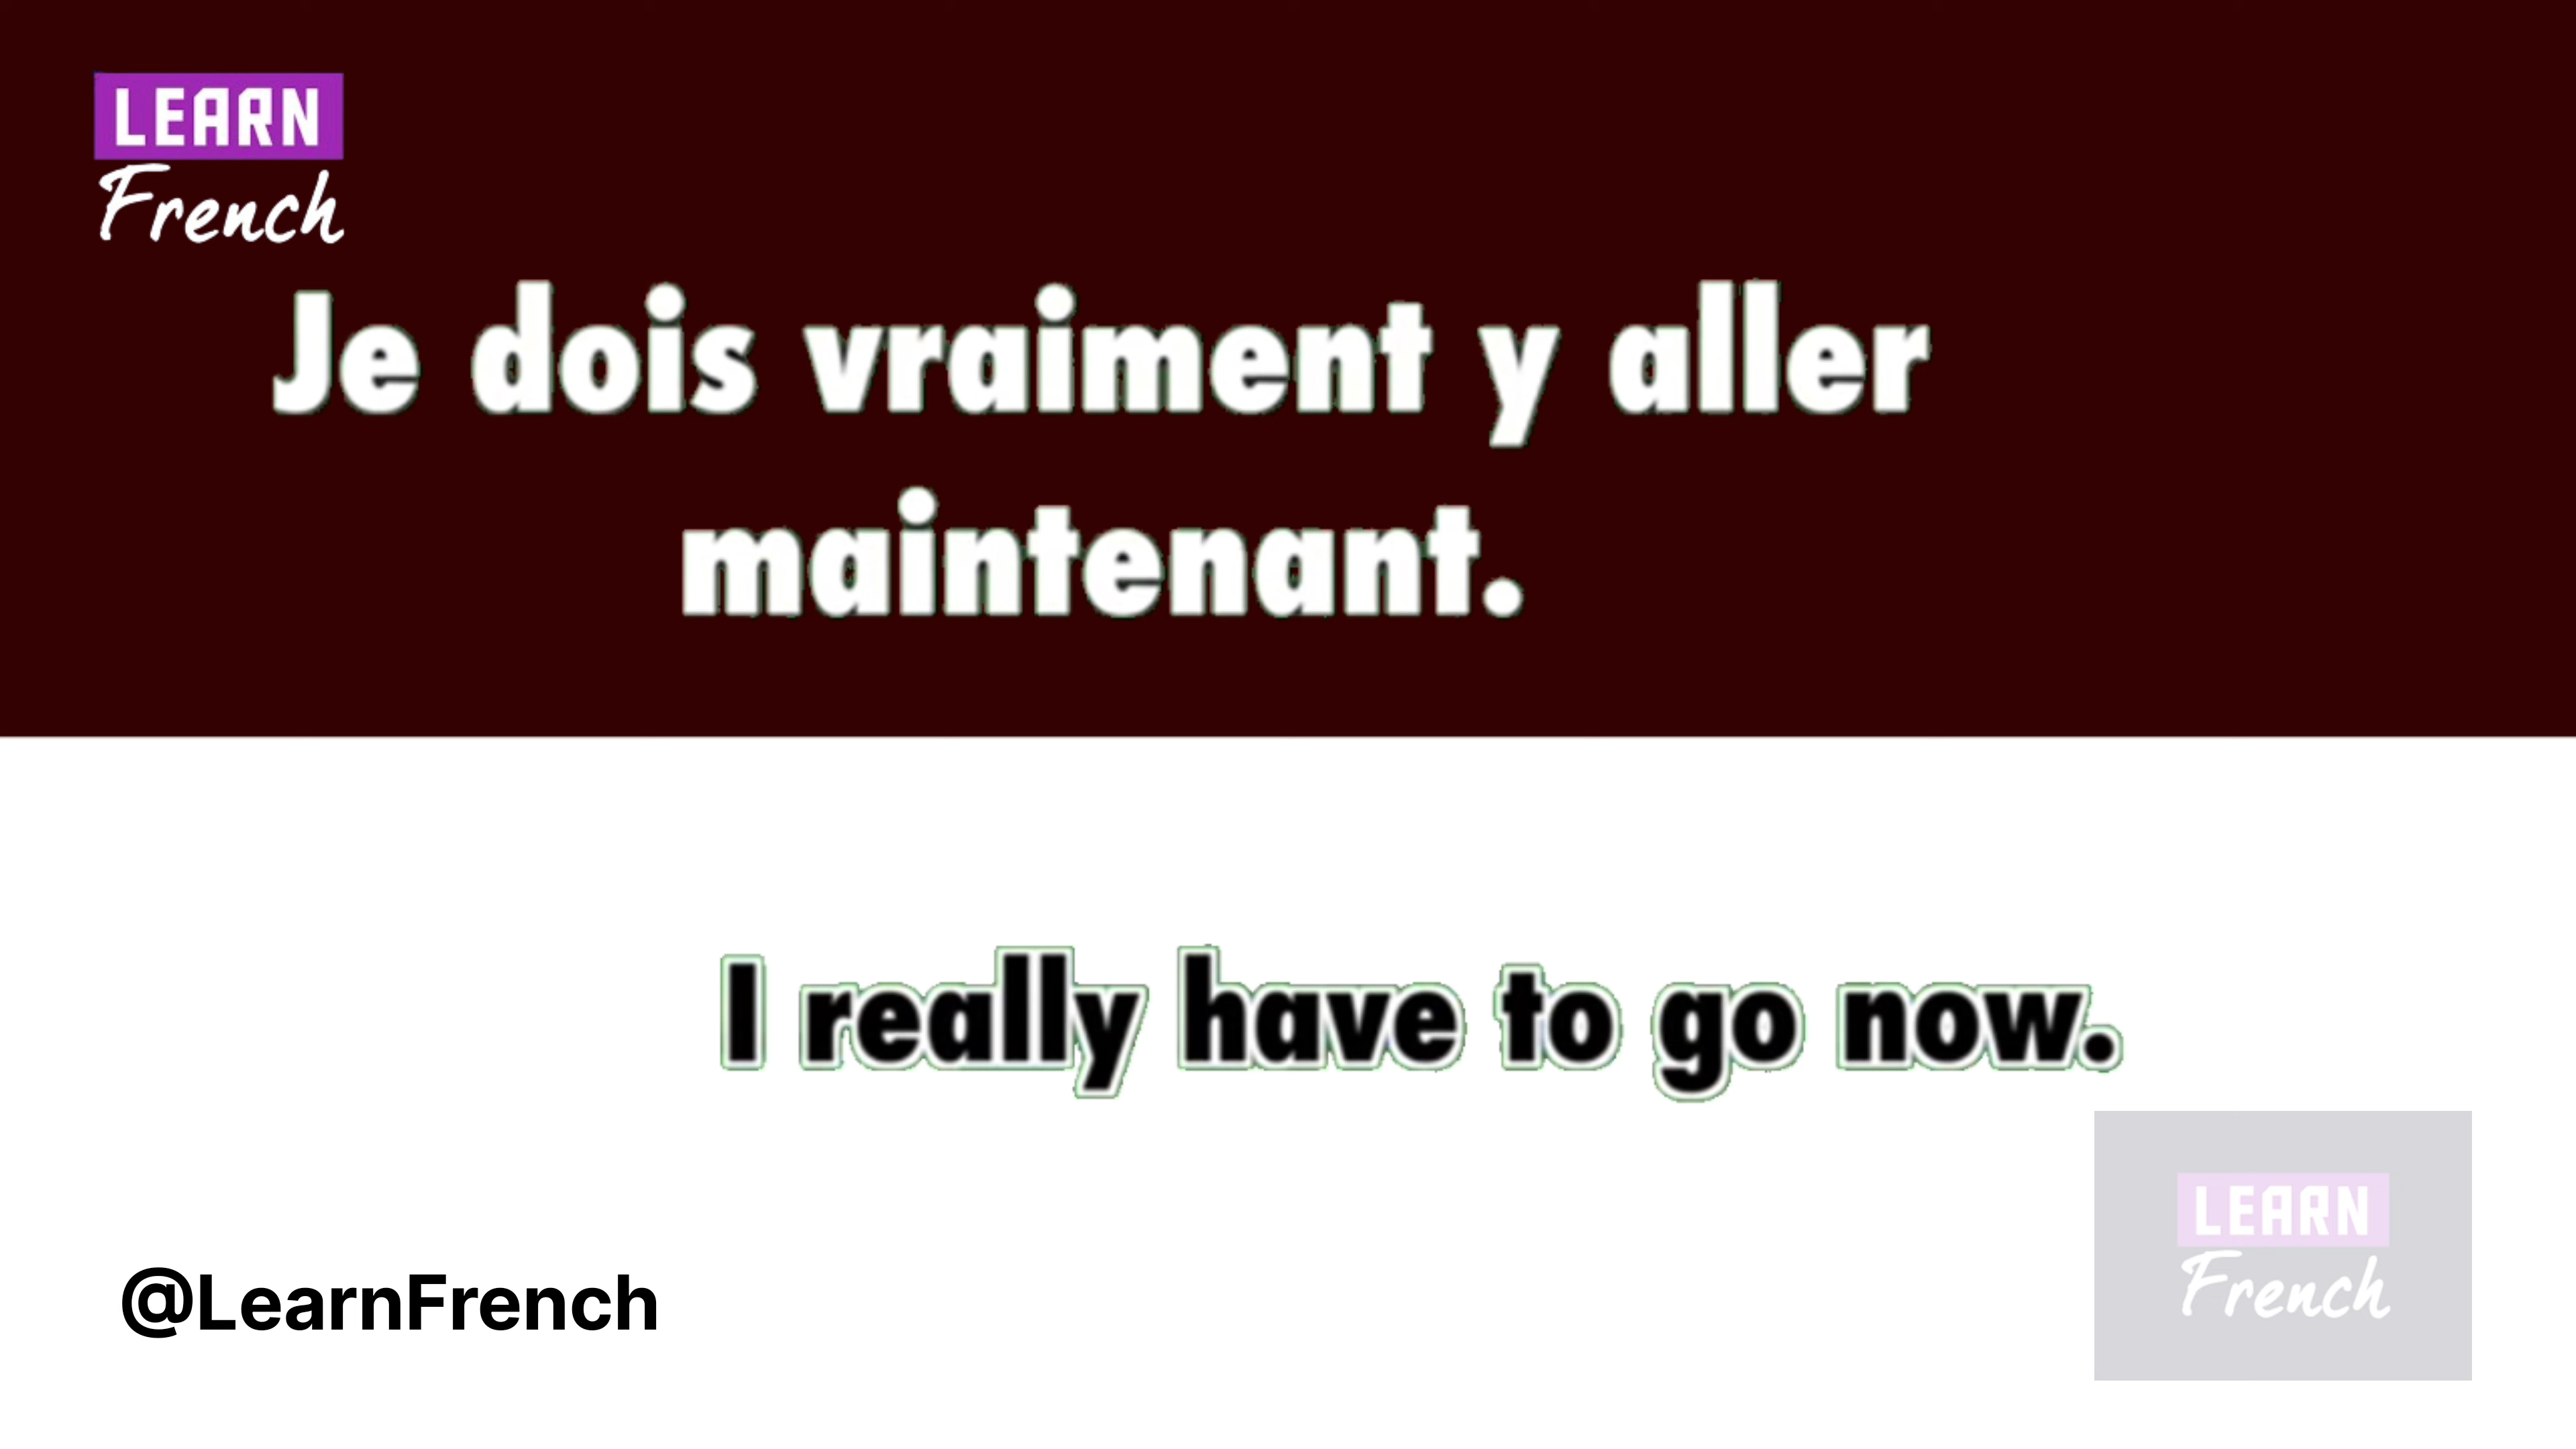 LEARN
French
Je dois vraiment y aller
maintenant.
I really have to go now.
LEARN
French
@LearnFrench